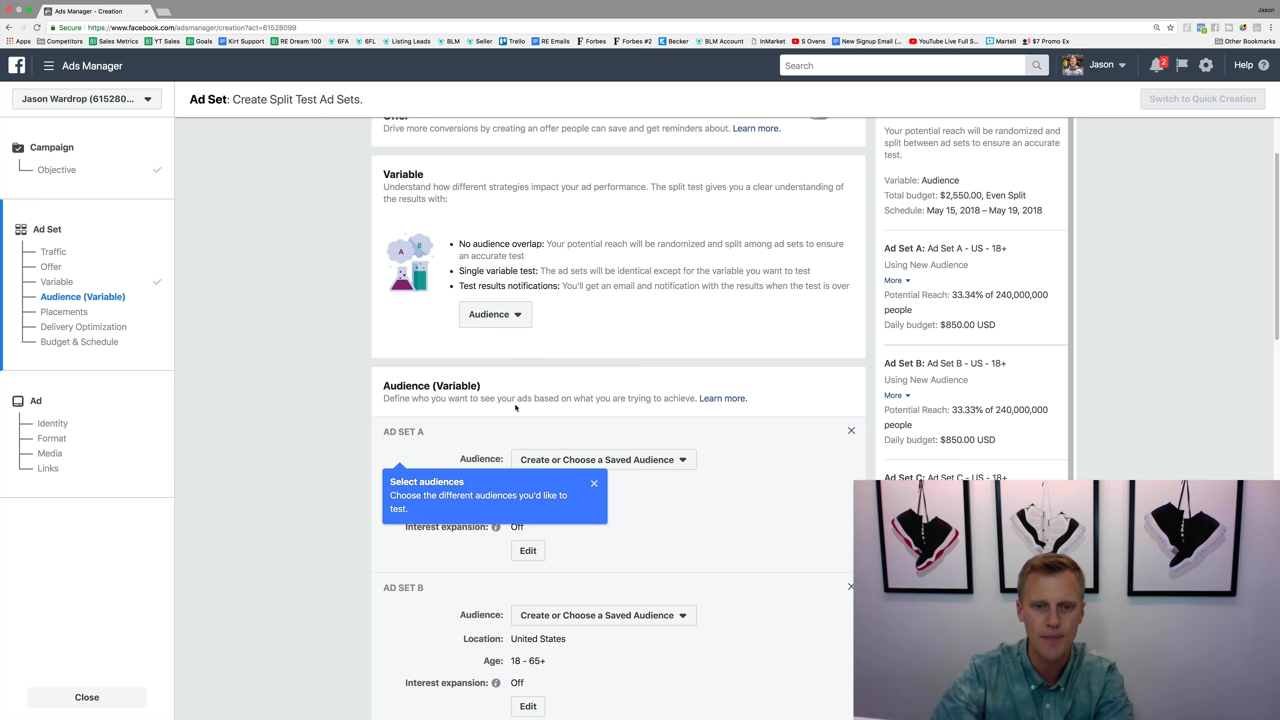 Ads Manager - Creation
Jason
Secure
https://www.facebook.com/adsmanager/creation?act=61528099
Apps
Competitors
Sales Metrics
YT Sales
Goals
Kirt Support
RE Dream 100
6FA
6FL
Listing Leads
BLM
Seller
Trello
RE Emails
Forbes
Forbes #2
Becker
BLM Account
InMarket
S Ovens
New Signup Email (...
YouTube Live Full S...
Martell
$7 Promo Ex
Other Bookmarks
Ads Manager
Search
Jason
2
Help
Jason Wardrop (615280...
Ad Set: Create Split Test Ad Sets.
Switch to Quick Creation
Campaign
Objective
Ad Set
Traffic
Offer
Variable
Audience (Variable)
Placements
Delivery Optimization
Budget & Schedule
Ad
Identity
Format
Media
Links
Close
Offer
Drive more conversions by creating an offer people can save and get reminders about. Learn more.
Variable
Understand how different strategies impact your ad performance. The split test gives you a clear understanding of
the results with:
A
B
• No audience overlap: Your potential reach will be randomized and split among ad sets to ensure
an accurate test
• Single variable test: The ad sets will be identical except for the variable you want to test
• Test results notifications: You'll get an email and notification with the results when the test is over
Audience
Audience (Variable)
Define who you want to see your ads based on what you are trying to achieve. Learn more.
AD SET A
Audience:
Create or Choose a Saved Audience
Select audiences
Choose the different audiences you'd like to
test.
Interest expansion:
Off
Edit
AD SET B
Audience:
Create or Choose a Saved Audience
Location:
United States
Age:
18 - 65+
Interest expansion:
Off
Edit
Your potential reach will be randomized and
split between ad sets to ensure an accurate
test.
Variable: Audience
Total budget: $2,550.00, Even Split
Schedule: May 15, 2018 – May 19, 2018
Ad Set A: Ad Set A - US - 18+
Using New Audience
More
Potential Reach: 33.34% of 240,000,000
people
Daily budget: $850.00 USD
Ad Set B: Ad Set B - US - 18+
Using New Audience
More
Potential Reach: 33.33% of 240,000,000
people
Daily budget: $850.00 USD
Ad Set C: Ad Set C - US - 18+